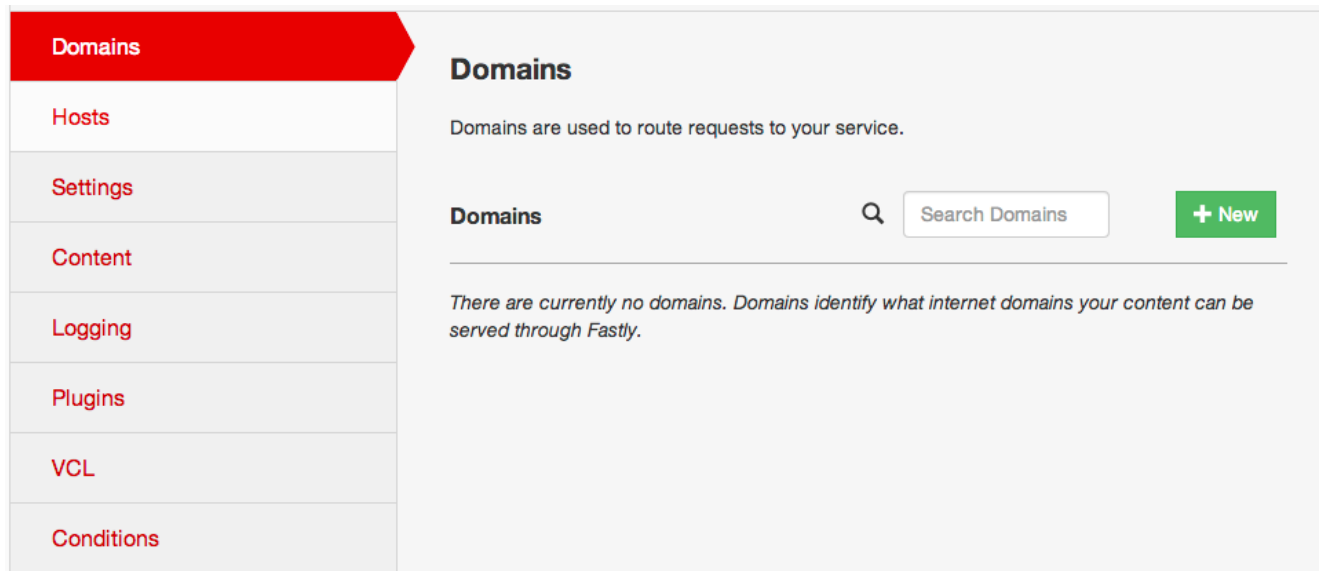 Domains
Hosts
Settings
Content
Logging
Plugins
VCL
Conditions
Domains
Domains are used to route requests to your service.
Domains
Search Domains
+ New
There are currently no domains. Domains identify what internet domains your content can be
served through Fastly.